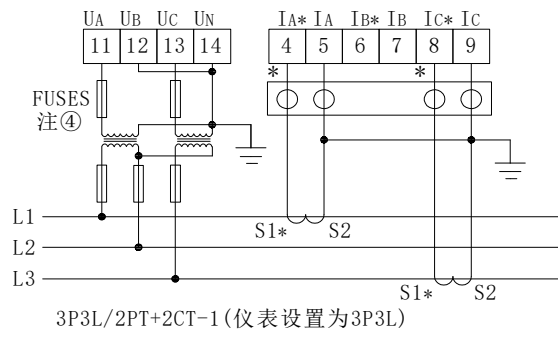 UA UB UC UN IA* IA IB* IB IC* IC
11 12 13 14 4 5 6 7 8 9
* *
FUSES
注④
L1
S1* S2
L2
L3
S1* S2
3P3L/2PT+2CT-1(仪表设置为3P3L)